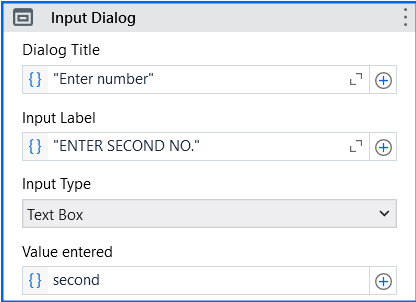 Input Dialog
Dialog Title
{} "Enter number"
Input Label
{} "ENTER SECOND NO."
Input Type
Text Box
Value entered
{} second